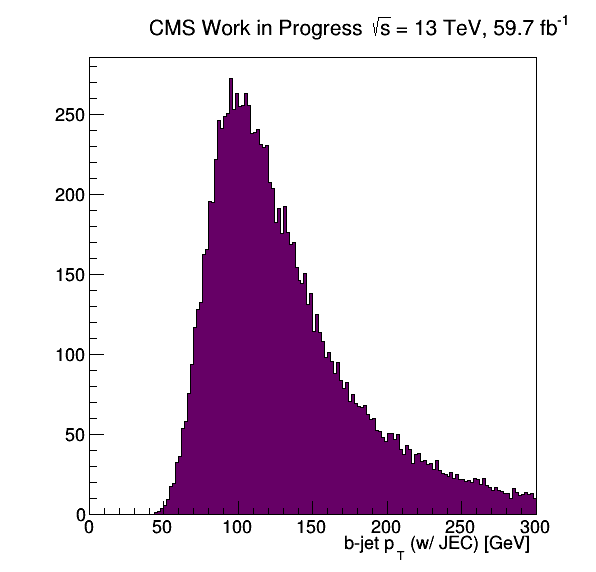 CMS Work in Progress √s = 13 TeV, 59.7 fb⁻¹
250
200
150
100
50
0
0 50 100 150 200 250 300
b-jet p_T (w/ JEC) [GeV]